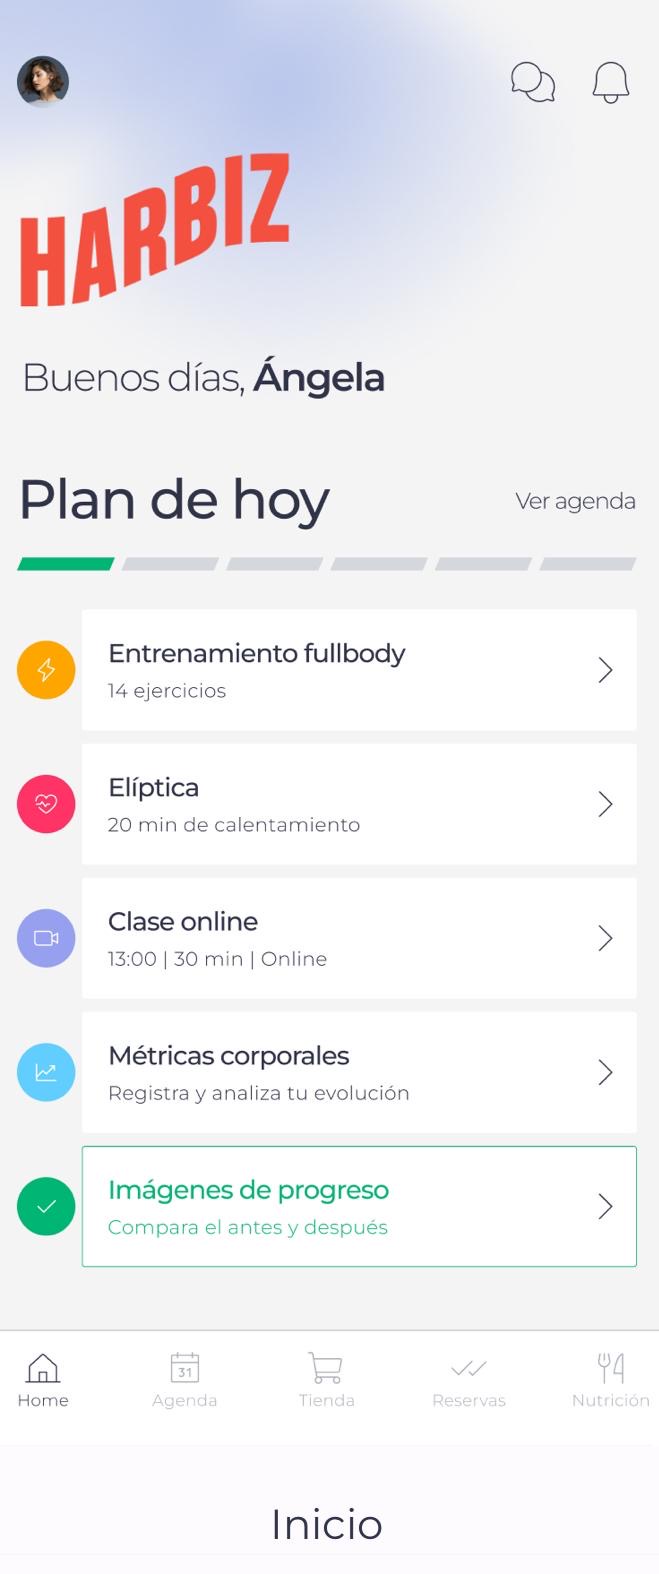 HARBIZ
Buenos días, Ángela
Plan de hoy
Ver agenda
Entrenamiento fullbody
14 ejercicios
Elíptica
20 min de calentamiento
Clase online
13:00 | 30 min | Online
Métricas corporales
Registra y analiza tu evolución
Imágenes de progreso
Compara el antes y después
31
Home
Agenda
Tienda
Reservas
Nutrición
Inicio